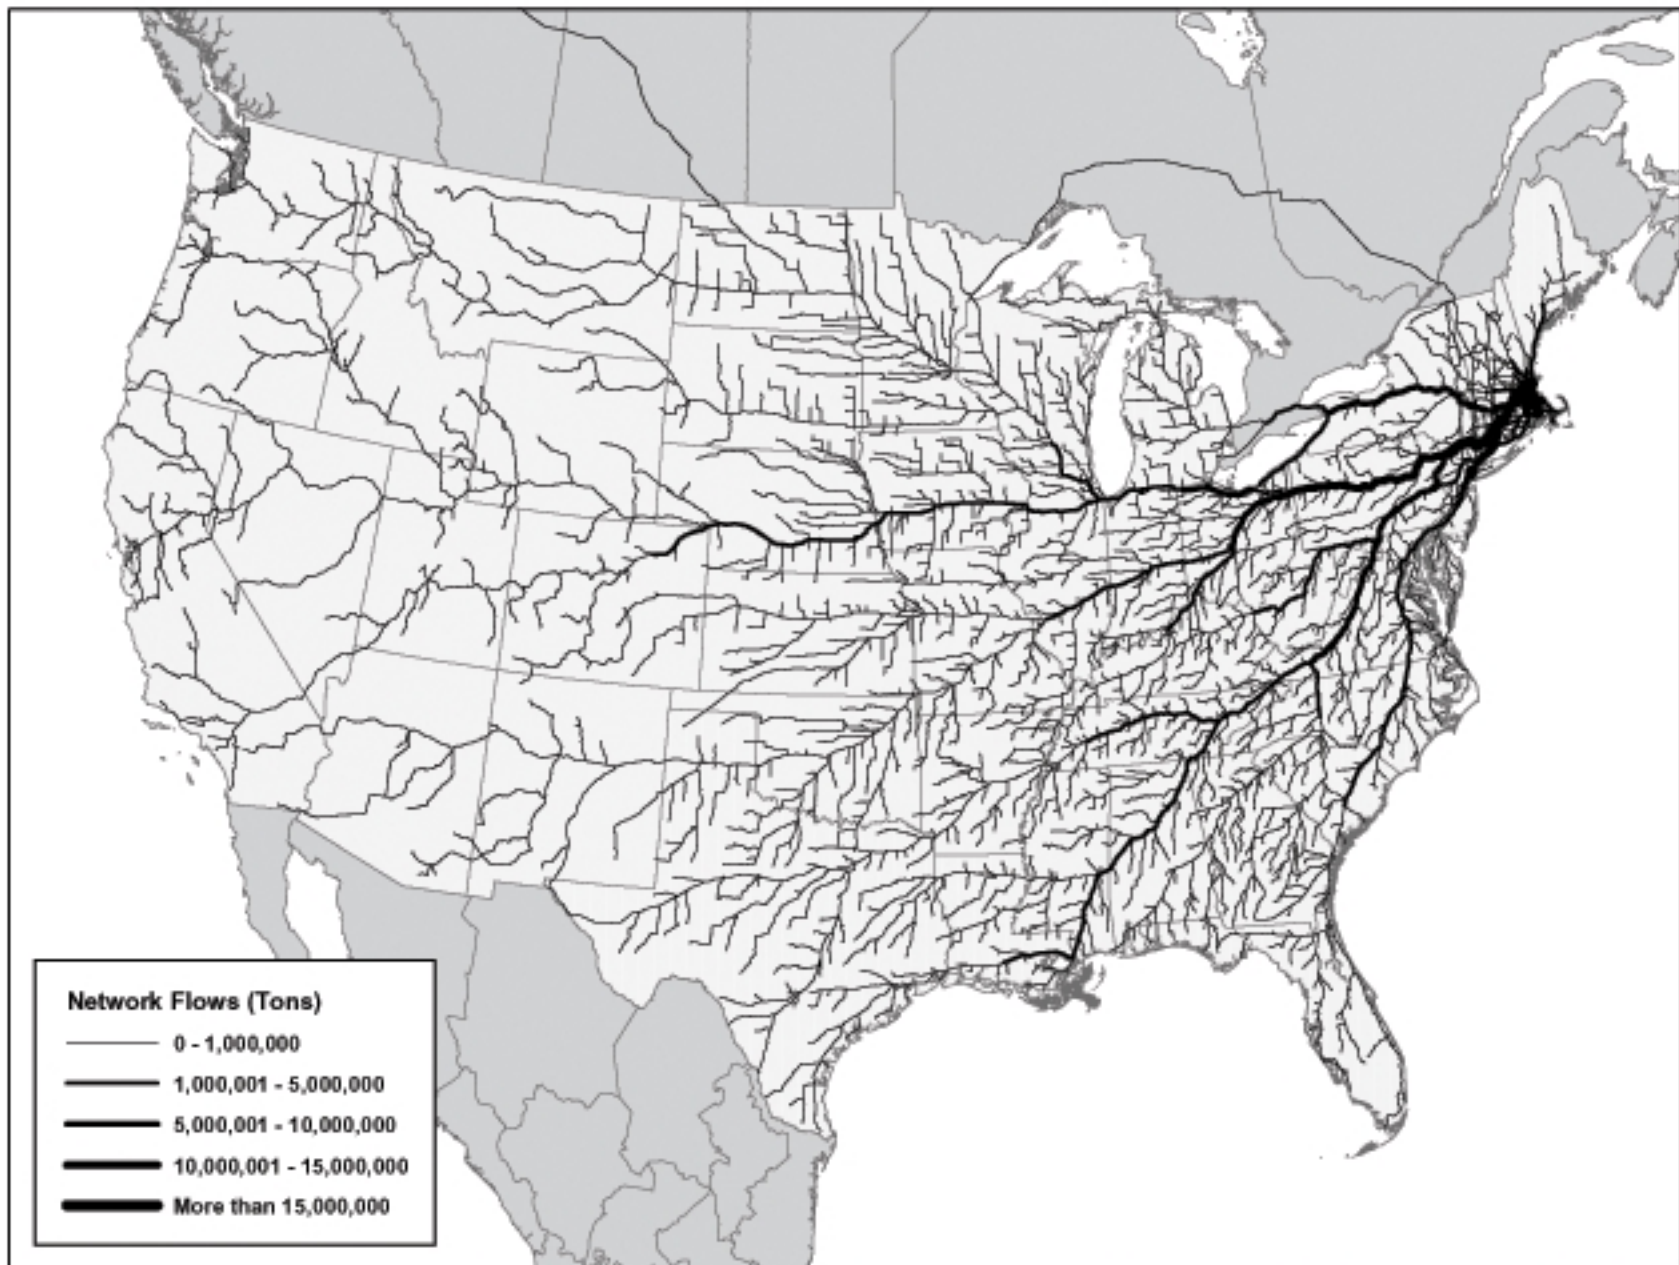 Network Flows (Tons)
0 - 1,000,000
1,000,001 - 5,000,000
5,000,001 - 10,000,000
10,000,001 - 15,000,000
More than 15,000,000